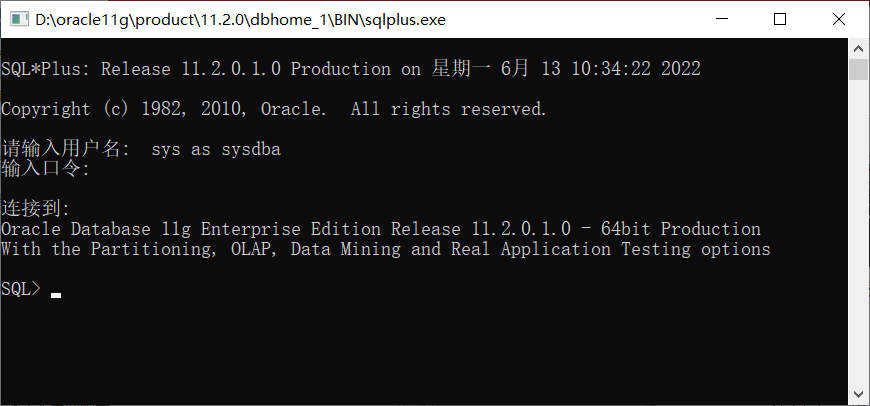 D:\oracle11g\product\11.2.0\dbhome_1\BIN\sqlplus.exe
SQL*Plus: Release 11.2.0.1.0 Production on 星期一 6月 13 10:34:22 2022
Copyright (c) 1982, 2010, Oracle.  All rights reserved.
请输入用户名:  sys as sysdba
输入口令:
连接到:
Oracle Database 11g Enterprise Edition Release 11.2.0.1.0 - 64bit Production
With the Partitioning, OLAP, Data Mining and Real Application Testing options
SQL>